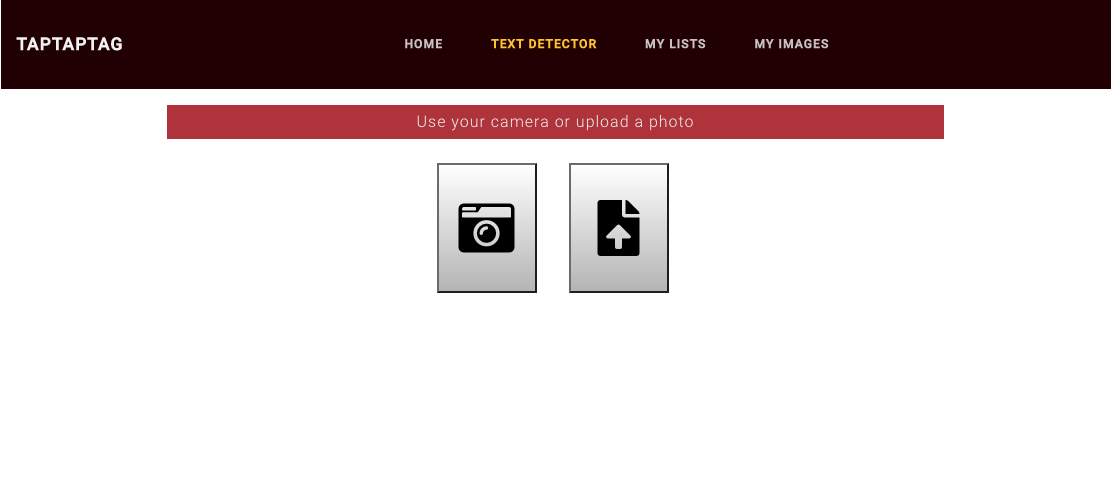 TAPTAPTAG
HOME TEXT DETECTOR MY LISTS MY IMAGES
Use your camera or upload a photo